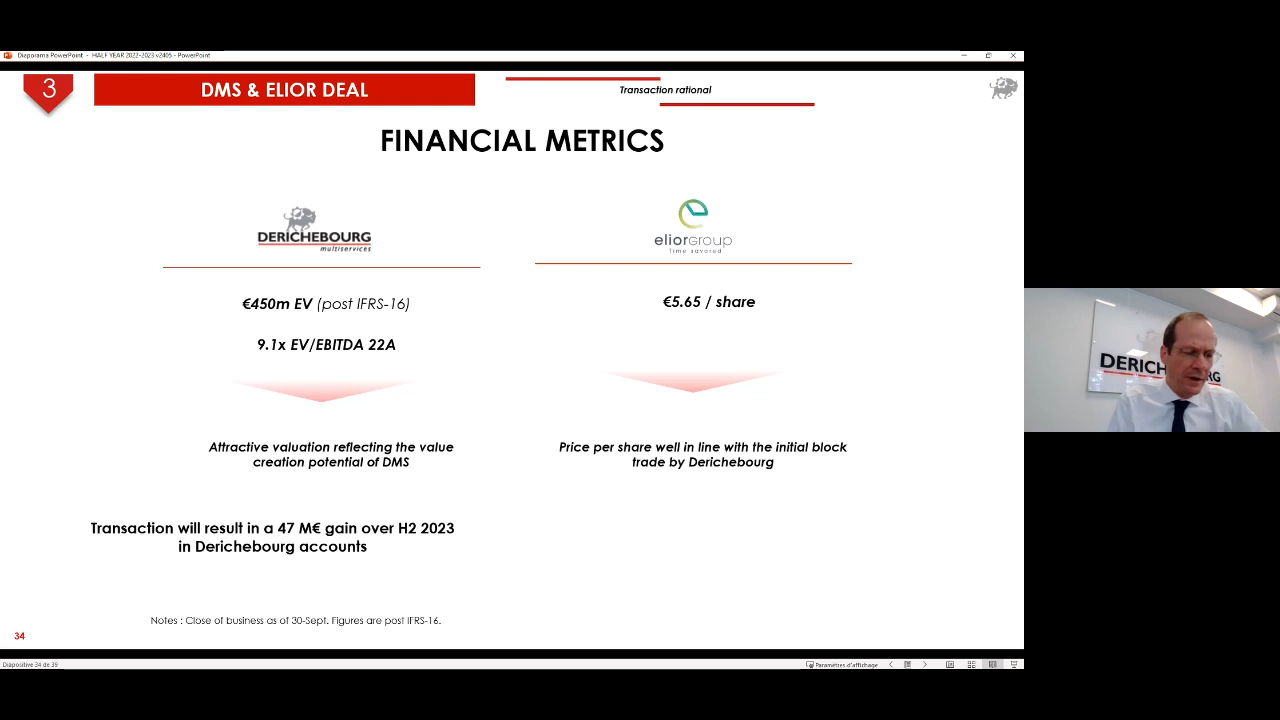 Diaporama PowerPoint - HALF YEAR 2022-2023 v2405 - PowerPoint
3
DMS & ELIOR DEAL
Transaction rational
FINANCIAL METRICS
DERICHEBOURG
multiservices
eliorgroup
Time savored
€450m EV (post IFRS-16)
€5.65 / share
9.1x EV/EBITDA 22A
Attractive valuation reflecting the value
creation potential of DMS
Price per share well in line with the initial block
trade by Derichebourg
Transaction will result in a 47 M€ gain over H2 2023
in Derichebourg accounts
Notes : Close of business as of 30-Sept. Figures are post IFRS-16.
34
Diapositive 34 de 39
Paramètres d'affichage
DERICH RG